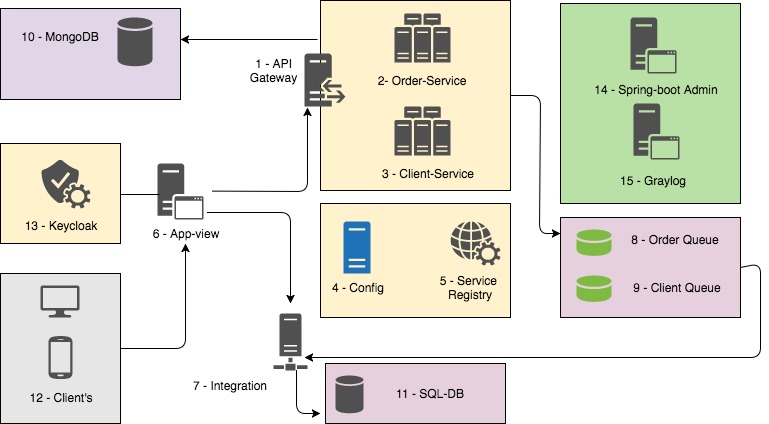 10 - MongoDB
1 - API
Gateway
2- Order-Service
3 - Client-Service
14 - Spring-boot Admin
15 - Graylog
13 - Keycloak
6 - App-view
4 - Config
5 - Service
Registry
8 - Order Queue
9 - Client Queue
12 - Client's
7 - Integration
11 - SQL-DB